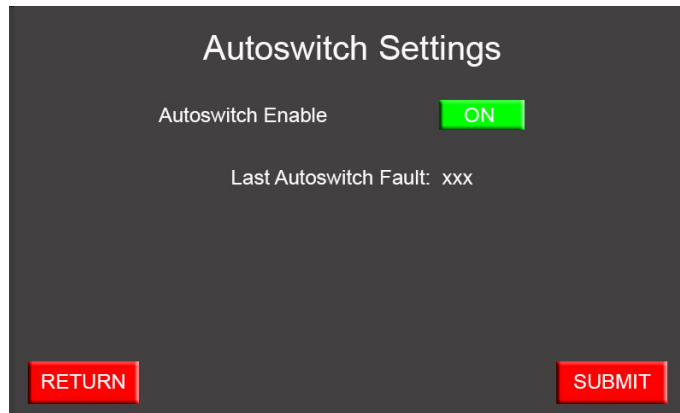 Autoswitch Settings
Autoswitch Enable ON
Last Autoswitch Fault: xxx
RETURN SUBMIT